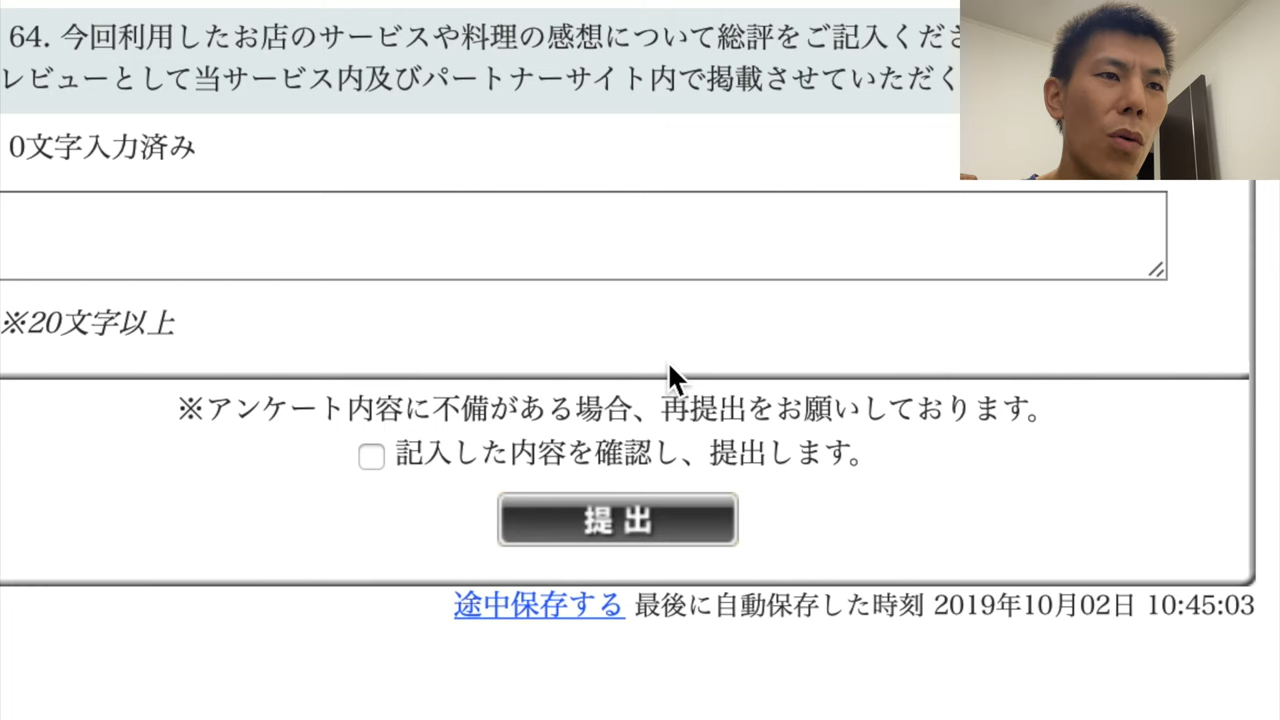 64. 今回利用したお店のサービスや料理の感想について総評をご記入くださ
レビューとして当サービス内及びパートナーサイト内で掲載させていただく
0文字入力済み
※20文字以上
※アンケート内容に不備がある場合、再提出をお願いしております。
記入した内容を確認し、提出します。
提出
途中保存する 最後に自動保存した時刻 2019年10月02日 10:45:03